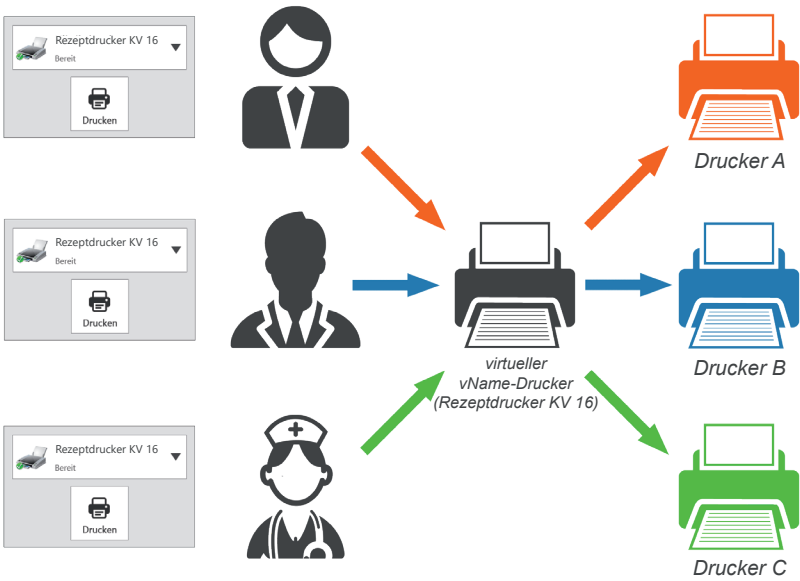 Rezeptdrucker KV 16
Bereit
Drucken
Drucker A
Rezeptdrucker KV 16
Bereit
Drucken
virtueller
vName-Drucker
(Rezeptdrucker KV 16)
Drucker B
Rezeptdrucker KV 16
Bereit
Drucken
Drucker C